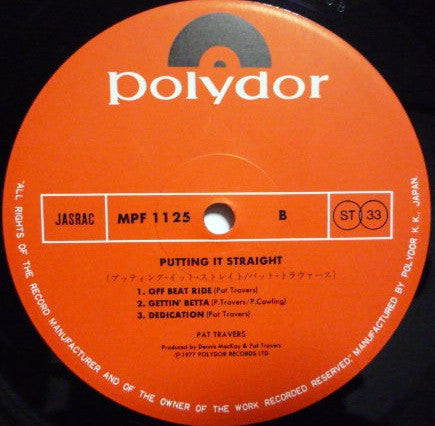 polydor
JASRAC
MPF 1125
B
ST 33
PUTTING IT STRAIGHT
(プッティング・イット・ストレイト/パット・トラヴァース)
1. OFF BEAT RIDE (Pat Travers)
2. GETTIN' BETTA (P.Travers/P.Cowling)
3. DEDICATION (Pat Travers)
PAT TRAVERS
Produced by Dennis MacKay & Pat Travers
Ⓟ1977 POLYDOR RECORDS LTD
"ALL RIGHTS OF THE RECORD MANUFACTURER AND OF THE OWNER OF THE WORK RECORDED RESERVED." MANUFACTURED BY POLYDOR K.K., JAPAN.